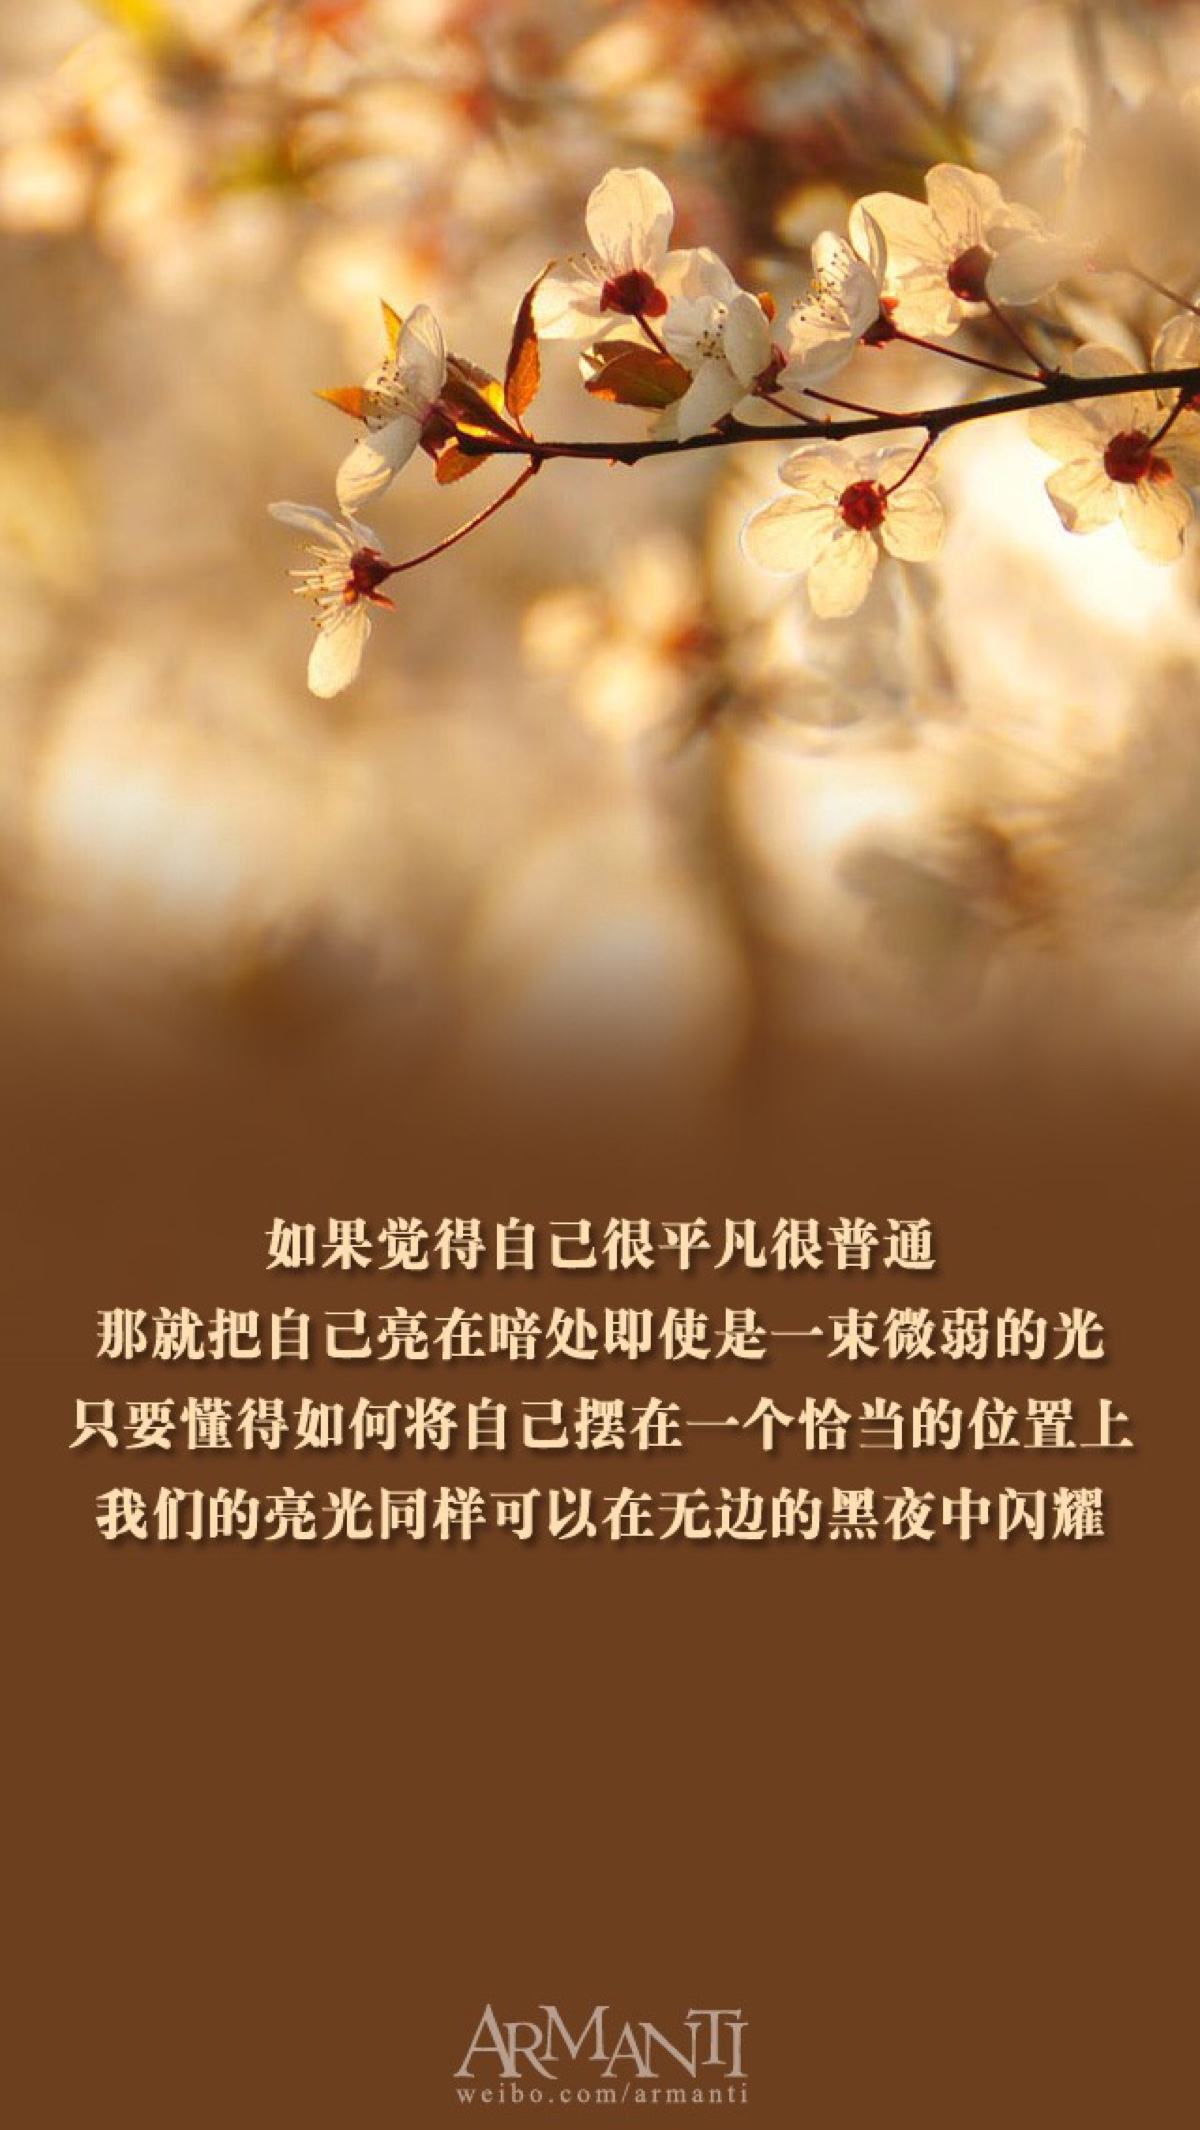 如果觉得自己很平凡很普通
那就把自己亮在暗处即使是一束微弱的光
只要懂得如何将自己摆在一个恰当的位置上
我们的亮光同样可以在无边的黑夜中闪耀
ARMANTI
weibo.com/armanti